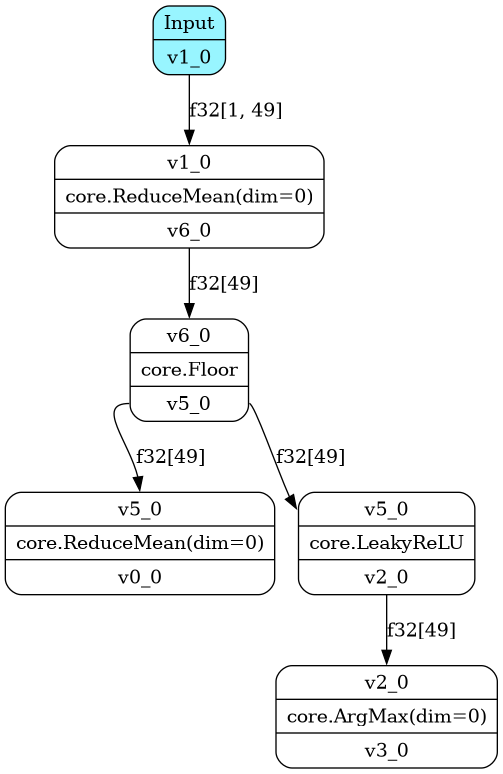 Input
v1_0
f32[1, 49]
v1_0
core.ReduceMean(dim=0)
v6_0
f32[49]
v6_0
core.Floor
v5_0
f32[49]
f32[49]
v5_0
core.ReduceMean(dim=0)
v0_0
v5_0
core.LeakyReLU
v2_0
f32[49]
v2_0
core.ArgMax(dim=0)
v3_0